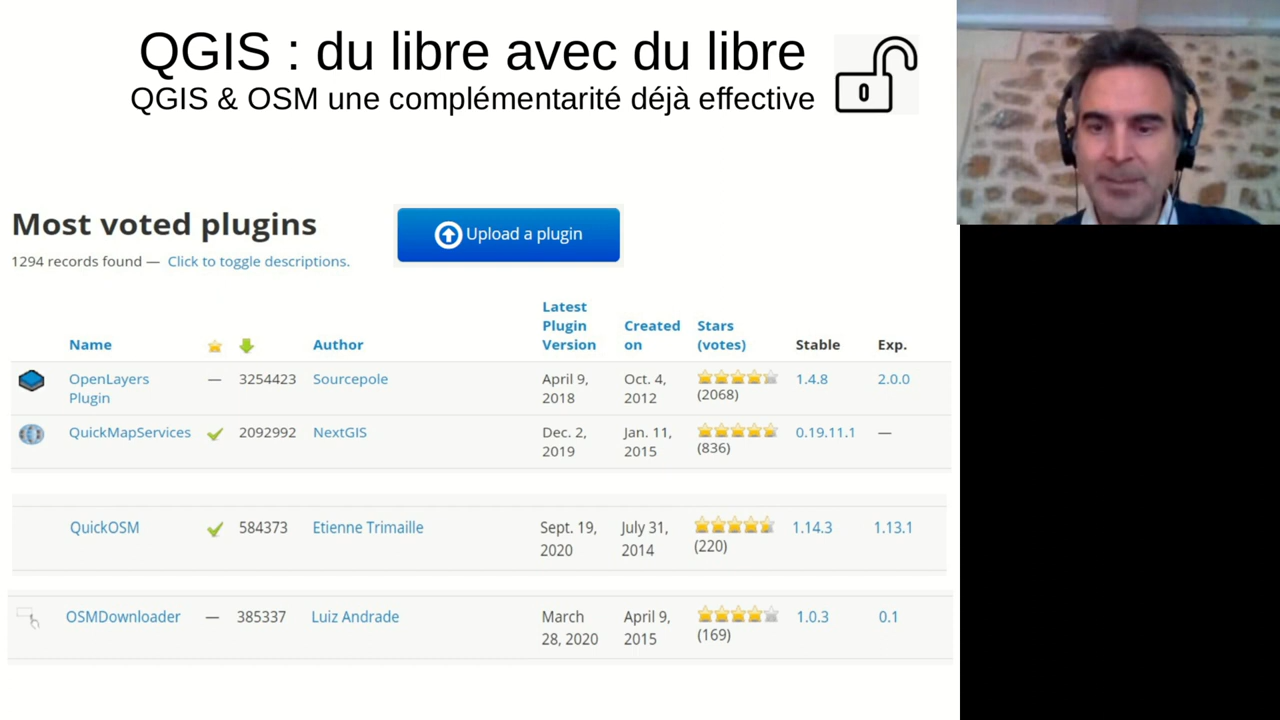 QGIS : du libre avec du libre
QGIS & OSM une complémentarité déjà effective
0
Most voted plugins
Upload a plugin
1294 records found — Click to toggle descriptions.
Name Author Latest Plugin Version Created on Stars (votes) Stable Exp.
OpenLayers Plugin — 3254423 Sourcepole April 9, 2018 Oct. 4, 2012 (2068) 1.4.8 2.0.0
QuickMapServices 2092992 NextGIS Dec. 2, 2019 Jan. 11, 2015 (836) 0.19.11.1 —
QuickOSM 584373 Etienne Trimaille Sept. 19, 2020 July 31, 2014 (220) 1.14.3 1.13.1
OSMDownloader — 385337 Luiz Andrade March 28, 2020 April 9, 2015 (169) 1.0.3 0.1